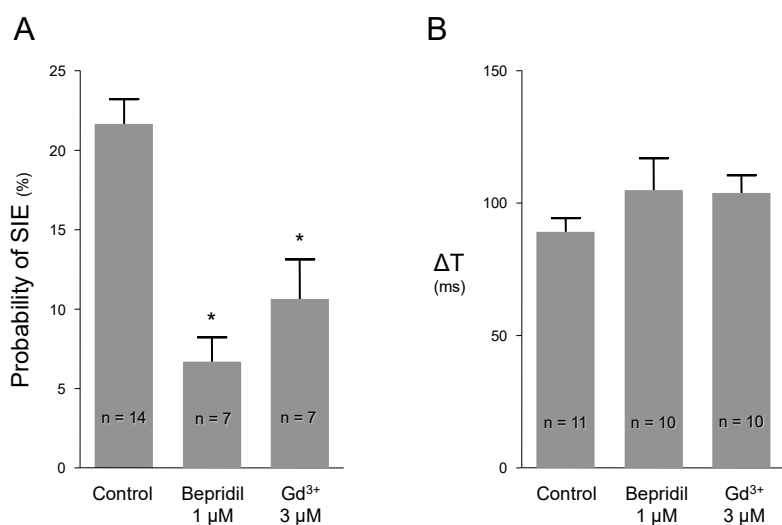 A
Probability of SIE (%)
25
20
15
10
5
0
*
*
n = 14
n = 7
n = 7
Control
Bepridil
1 µM
Gd³⁺
3 µM
B
ΔT
(ms)
150
100
50
0
n = 11
n = 10
n = 10
Control
Bepridil
1 µM
Gd³⁺
3 µM